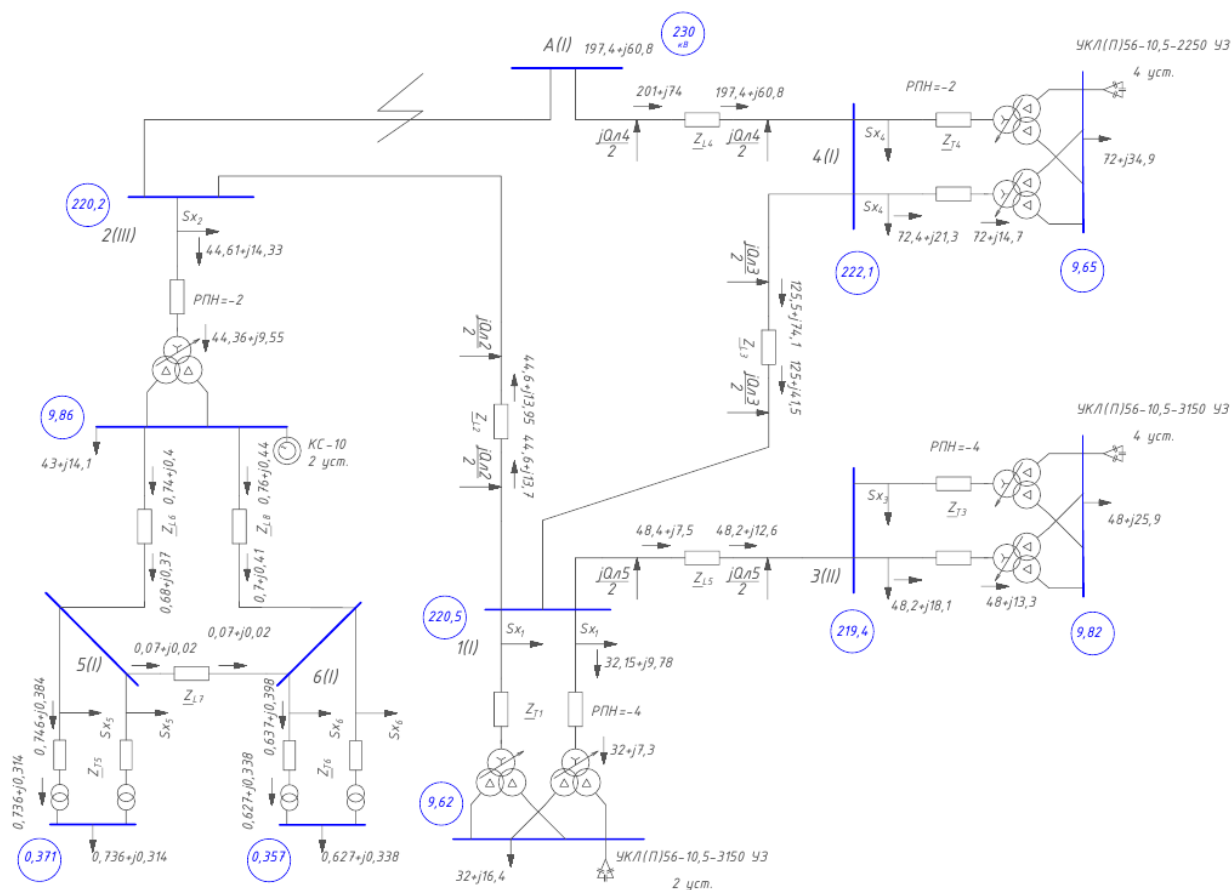 A(I)
230
кВ
197,4+j60,8
УКЛ(П)56-10,5-2250 УЗ
4 уст.
201+j74
197,4+j60,8
РПН=-2
jQл4
2
Z_L4
jQл4
2
Sx4
Z_T4
72+j34,9
4(I)
Sx4
72,4+j21,3
72+j14,7
222,1
9,65
220,2
Sx2
2(III)
44,61+j14,33
РПН=-2
44,36+j9,55
jQл2
2
44,6+j13,95
Z_L2
44,6+j13,7
jQл2
2
jQл3
2
125,5+j74,1
Z_L3
125+j41,5
jQл3
2
9,86
43+j14,1
КС-10
2 уст.
0,74+j0,4
0,76+j0,44
Z_L6
Z_L8
0,68+j0,37
0,7+j0,41
УКЛ(П)56-10,5-3150 УЗ
4 уст.
РПН=-4
Sx3
Z_T3
48+j25,9
48,4+j7,5
48,2+j12,6
jQл5
2
Z_L5
jQл5
2
3(II)
48,2+j18,1
48+j13,3
219,4
9,82
220,5
1(I)
Sx1
Sx1
32,15+j9,78
Z_T1
РПН=-4
32+j7,3
9,62
32+j16,4
УКЛ(П)56-10,5-3150 УЗ
2 уст.
5(I)
0,07+j0,02
0,07+j0,02
Z_L7
6(I)
0,746+j0,384
Sx5
Sx5
0,637+j0,398
Sx6
Sx6
Z_T5
Z_T6
0,736+j0,314
0,627+j0,338
0,371
0,736+j0,314
0,357
0,627+j0,338